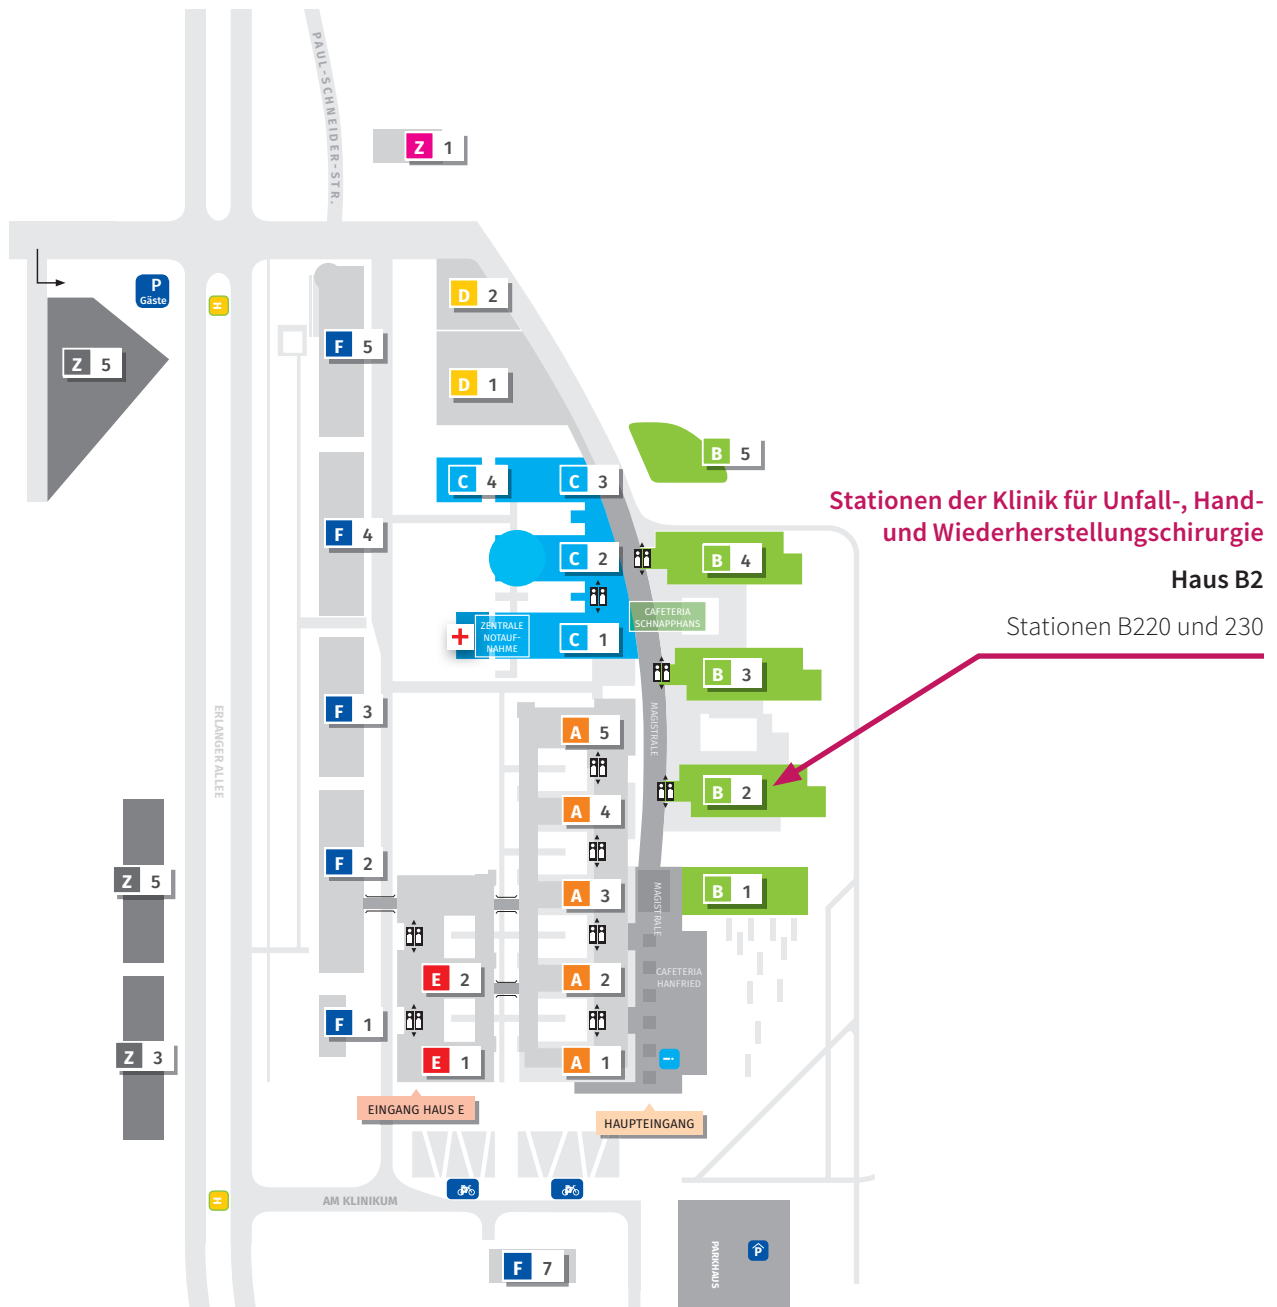 PAUL-SCHNEIDER-STR.
Z 1
P
Gäste
H
D 2
Z 5
F 5
D 1
B 5
C 4
C 3
Stationen der Klinik für Unfall-, Hand-
und Wiederherstellungschirurgie
Haus B2
Stationen B220 und 230
F 4
C 2
B 4
CAFETERIA
SCHNAPPHANS
ZENTRALE
NOTAUF-
NAHME
C 1
B 3
ERLANGER ALLEE
F 3
A 5
MAGISTRALE
B 2
A 4
F 2
Z 5
A 3
MAGISTRALE
B 1
E 2
A 2
CAFETERIA
HANFRIED
F 1
Z 3
E 1
A 1
i
EINGANG HAUS E
HAUPTEINGANG
H
AM KLINIKUM
PARKHAUS
P
F 7